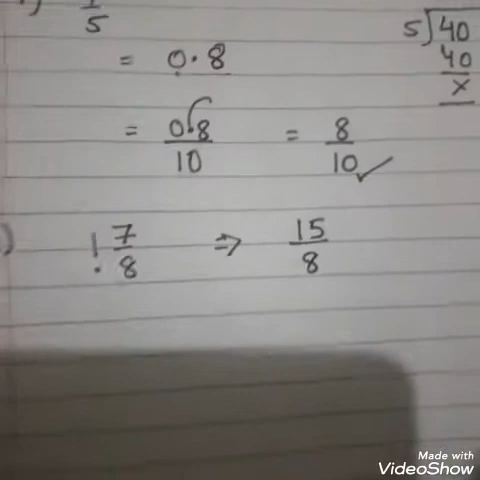 5
= 0.8
5)40
40
x
= 0.8/10 = 8/10 ✓
1 7/8 ⇒ 15/8
Made with
VideoShow